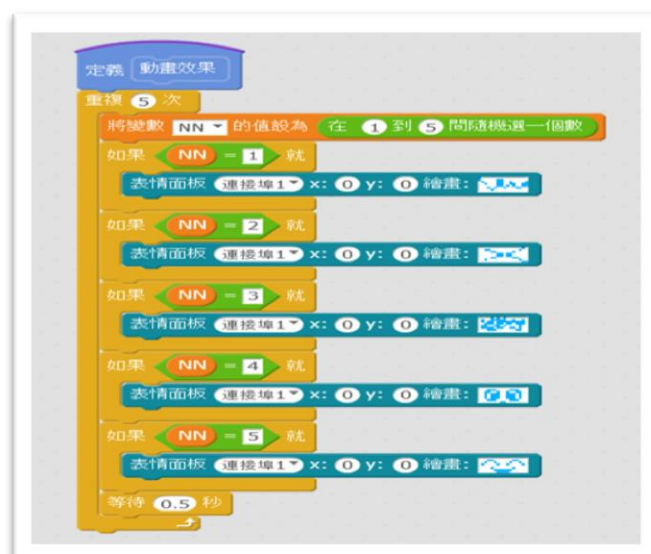 定義 動畫效果
重複 5 次
將變數 NN 的值設為 在 1 到 5 間隨機選一個數
如果 NN = 1 就
表情面板 連接埠1 x: 0 y: 0 繪畫:
如果 NN = 2 就
表情面板 連接埠1 x: 0 y: 0 繪畫:
如果 NN = 3 就
表情面板 連接埠1 x: 0 y: 0 繪畫:
如果 NN = 4 就
表情面板 連接埠1 x: 0 y: 0 繪畫:
如果 NN = 5 就
表情面板 連接埠1 x: 0 y: 0 繪畫:
等待 0.5 秒